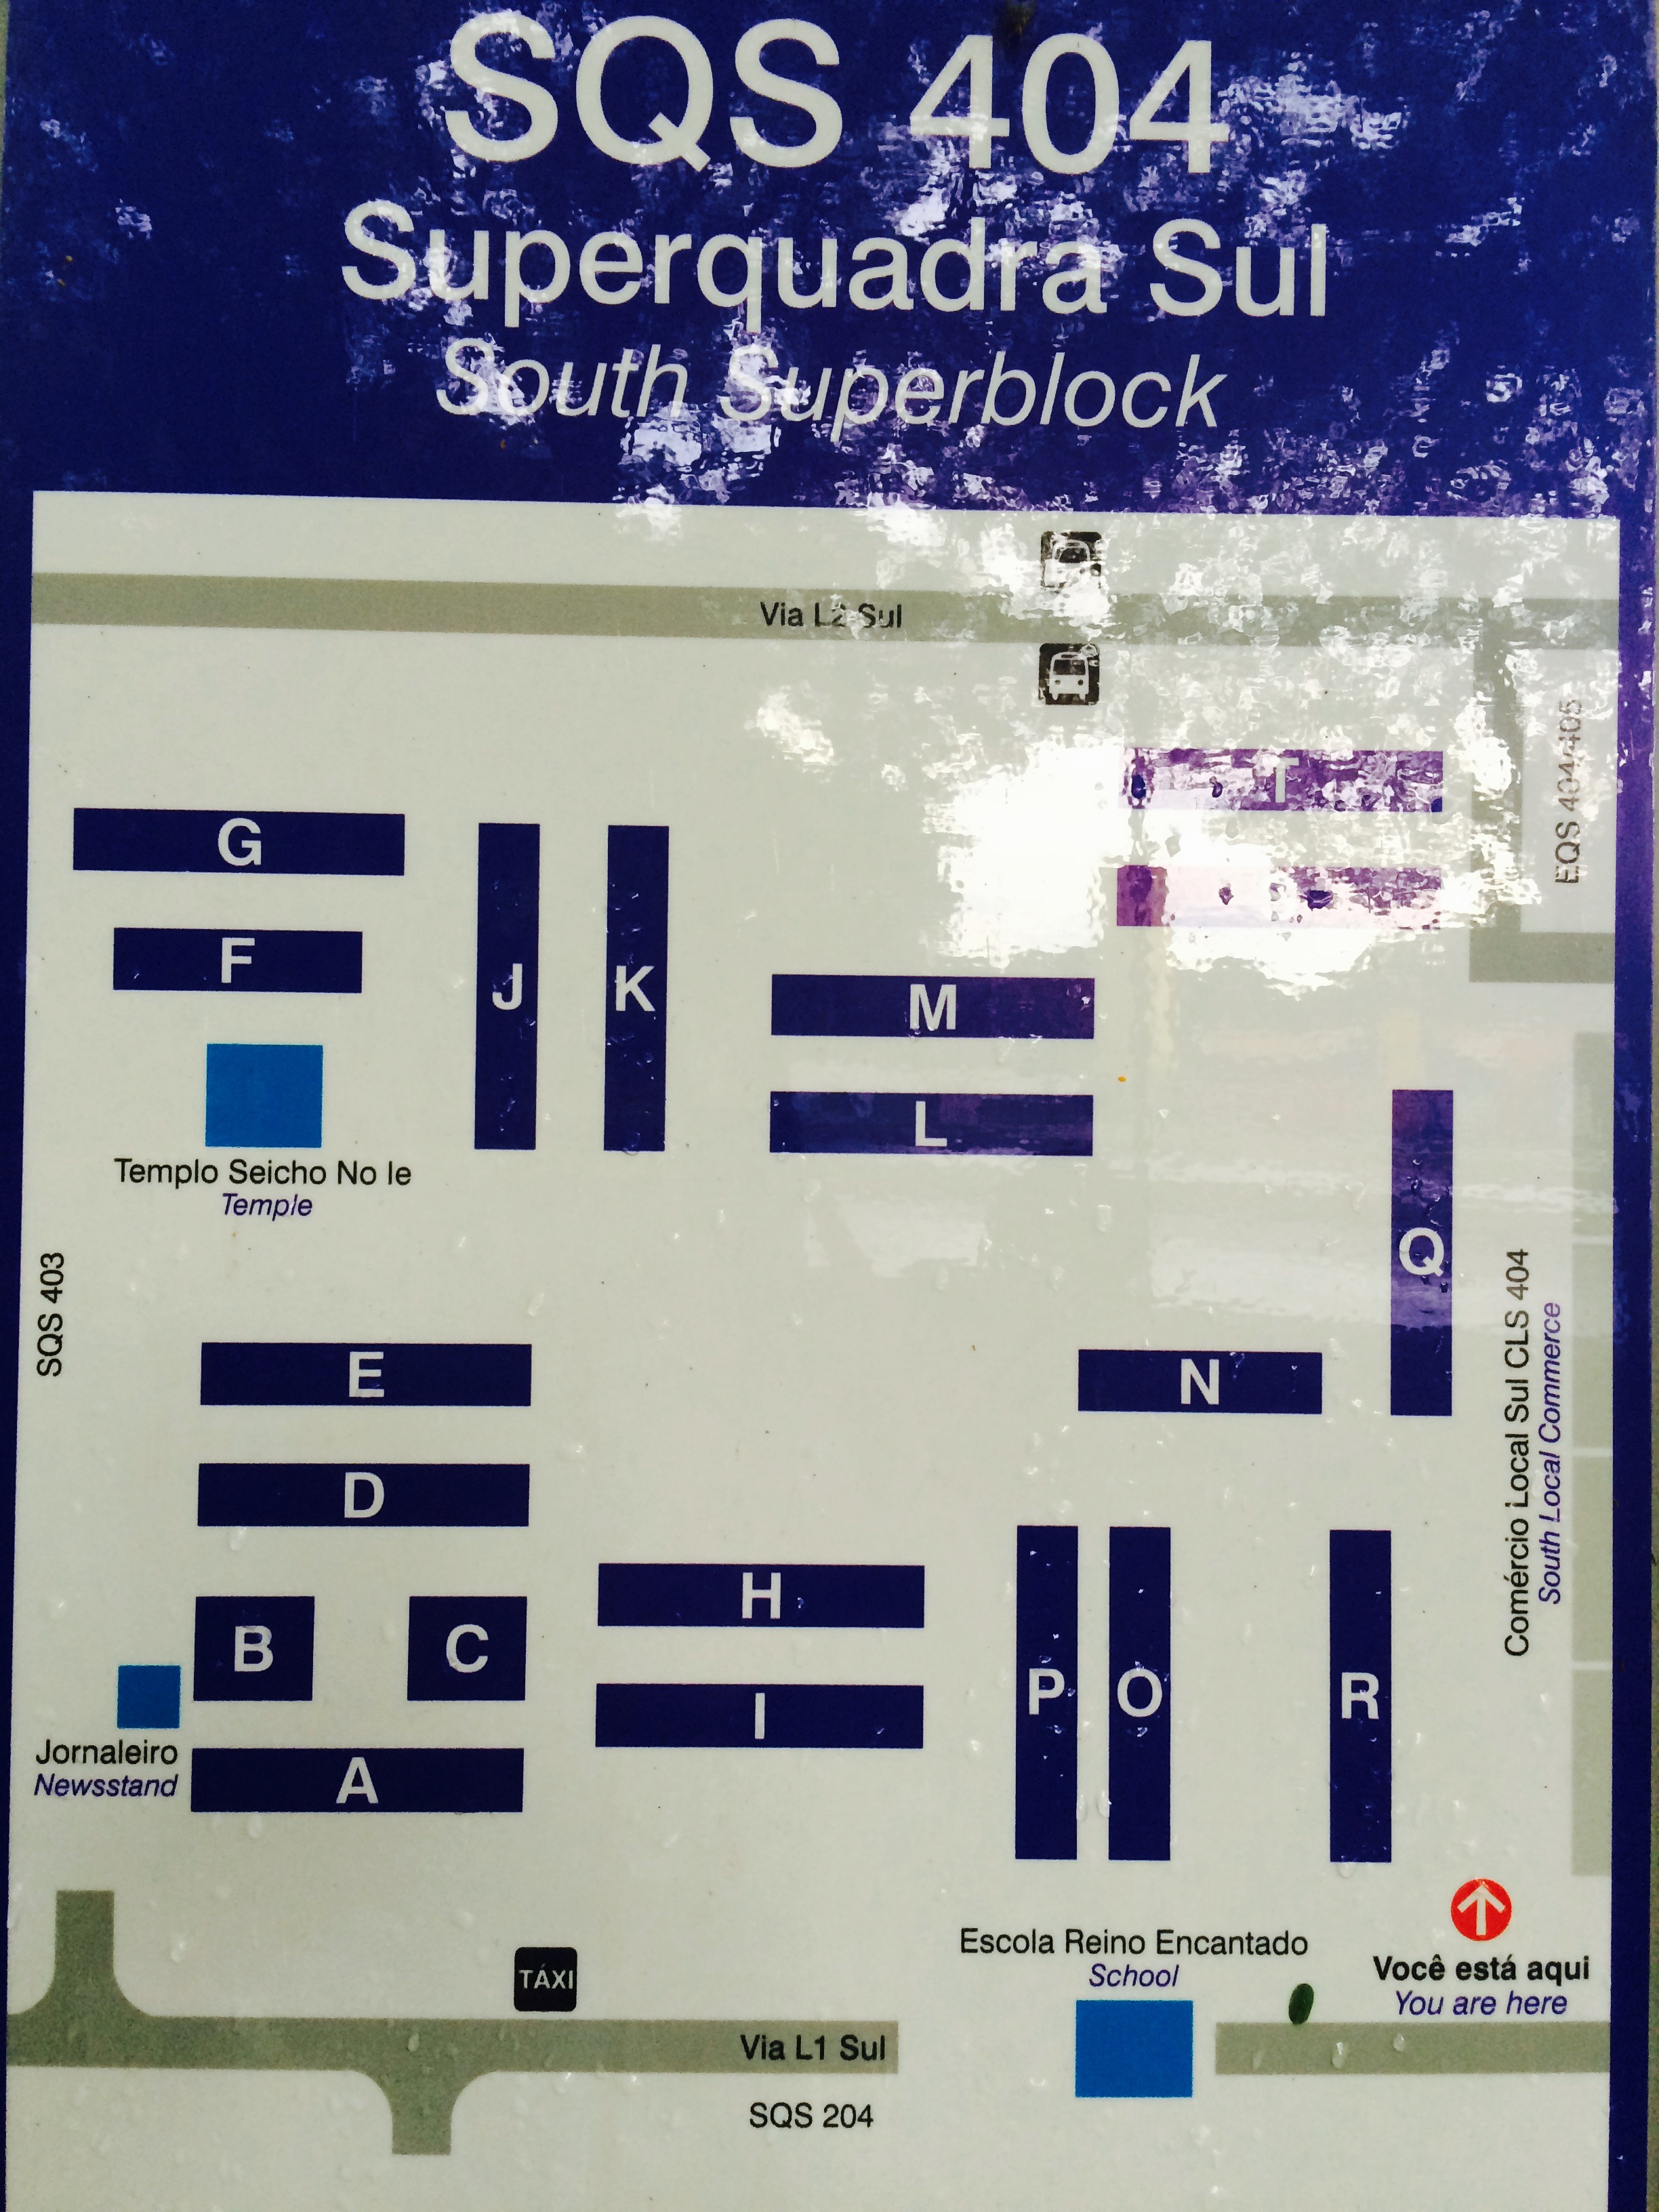 SQS 404
Superquadra Sul
South Superblock
Via L2 Sul
EQS 404/405
T
G
F
J
K
M
L
Templo Seicho No Ie
Temple
Q
SQS 403
Comércio Local Sul CLS 404
South Local Commerce
E
N
D
B
C
H
P
O
R
I
Jornaleiro
Newsstand
A
Escola Reino Encantado
School
Você está aqui
You are here
TÁXI
Via L1 Sul
SQS 204